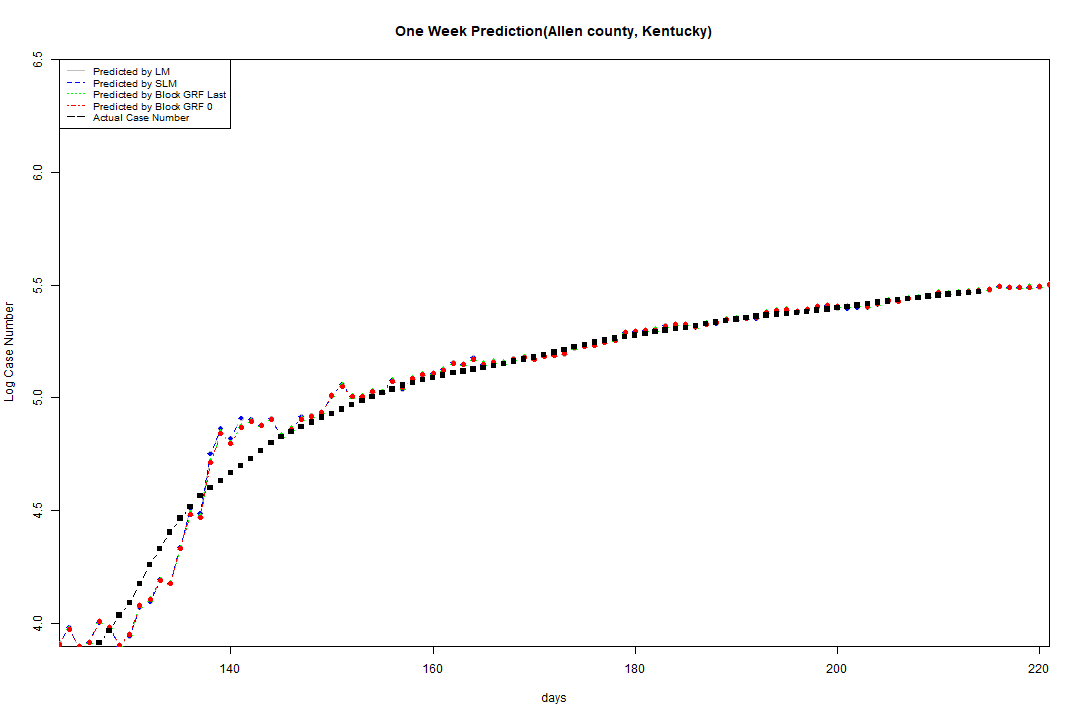 One Week Prediction(Allen county, Kentucky)
Predicted by LM
Predicted by SLM
Predicted by Block GRF Last
Predicted by Block GRF 0
Actual Case Number
6.5
6.0
5.5
5.0
4.5
4.0
Log Case Number
140 160 180 200 220
days